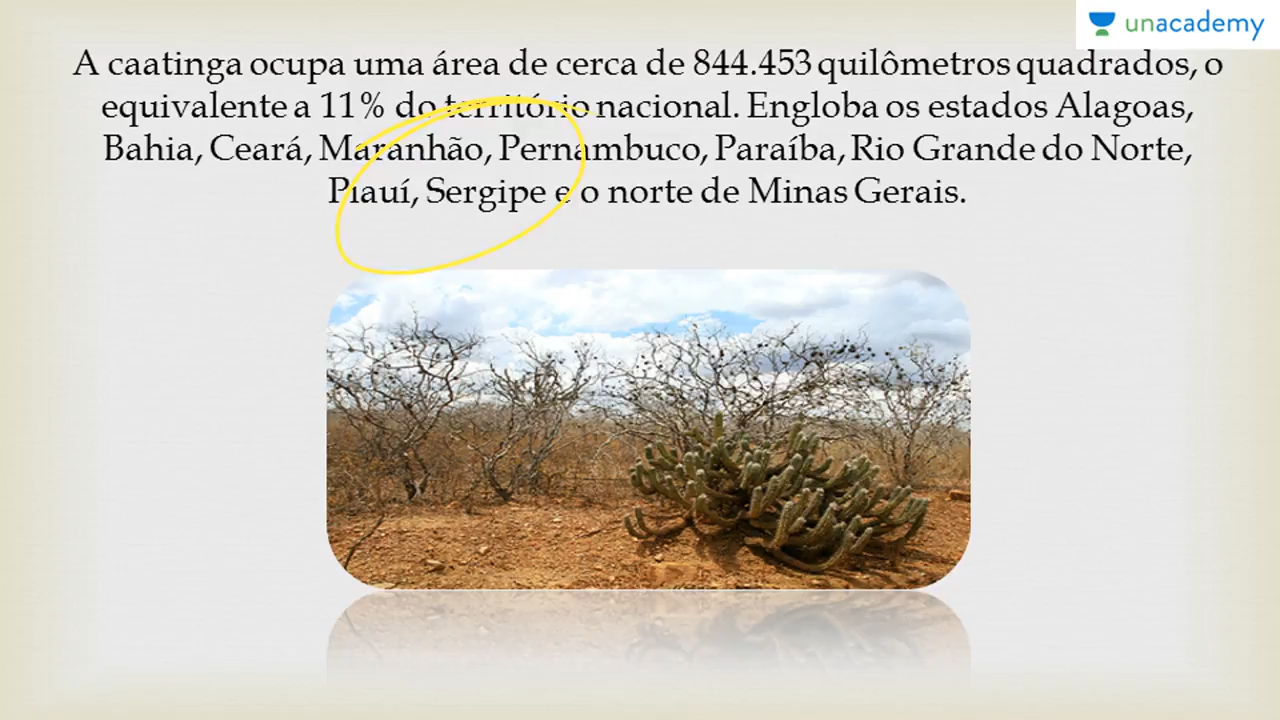 unacademy
A caatinga ocupa uma área de cerca de 844.453 quilômetros quadrados, o
equivalente a 11% do território nacional. Engloba os estados Alagoas,
Bahia, Ceará, Maranhão, Pernambuco, Paraíba, Rio Grande do Norte,
Piauí, Sergipe e o norte de Minas Gerais.